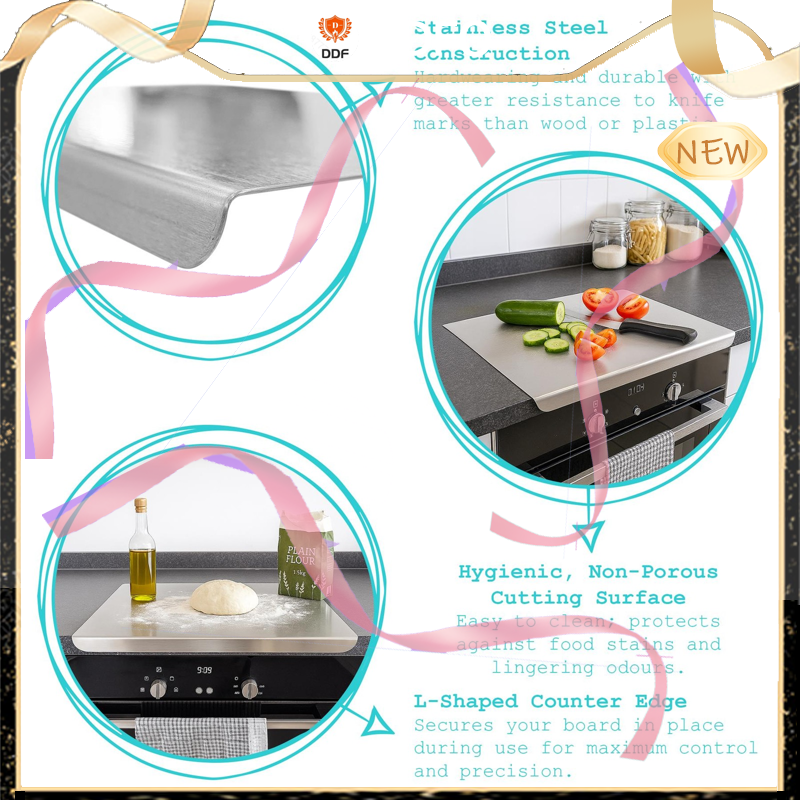 DDF
Stainless Steel
Construction
Hardwearing and durable with
greater resistance to knife
marks than wood or plastic
NEW
PLAIN
FLOUR
1.5kg
9:09
Hygienic, Non-Porous
Cutting Surface
Easy to clean; protects
against food stains and
lingering odours.
L-Shaped Counter Edge
Secures your board in place
during use for maximum control
and precision.